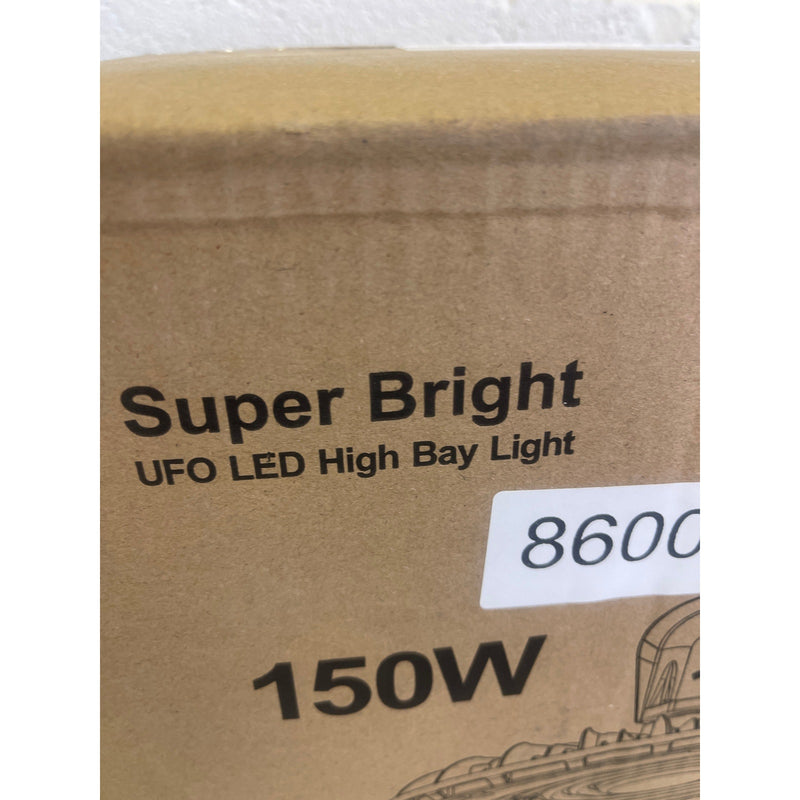 Super Bright
UFO LED High Bay Light
8600
150W